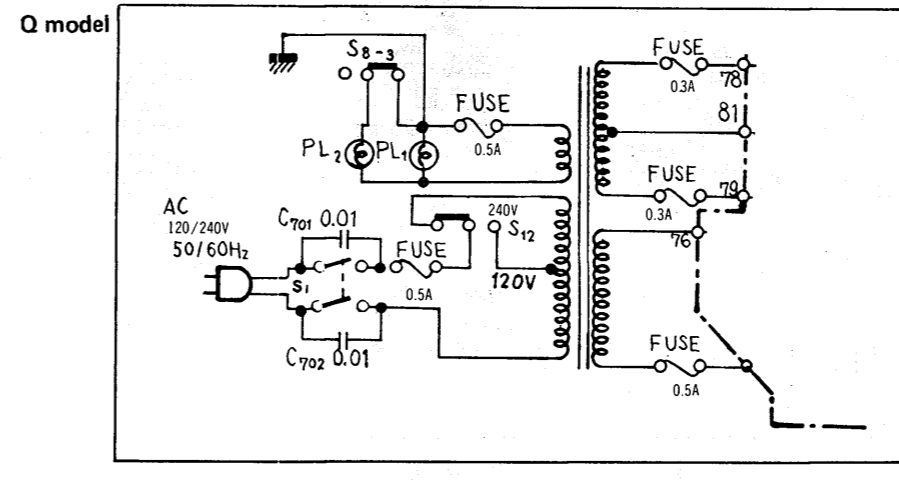 Q model
S8-3
FUSE
0.5A
PL2
PL1
FUSE
0.3A
78
81
FUSE
0.3A
79
76
FUSE
0.5A
AC
120/240V
50/60Hz
C701 0.01
S1
C702 0.01
FUSE
0.5A
240V
S12
120V